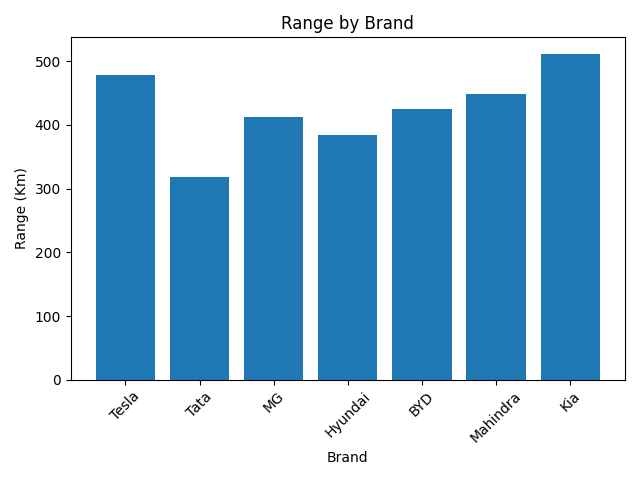 Range by Brand
Range (Km)
500
400
300
200
100
0
Tesla
Tata
MG
Hyundai
BYD
Mahindra
Kia
Brand